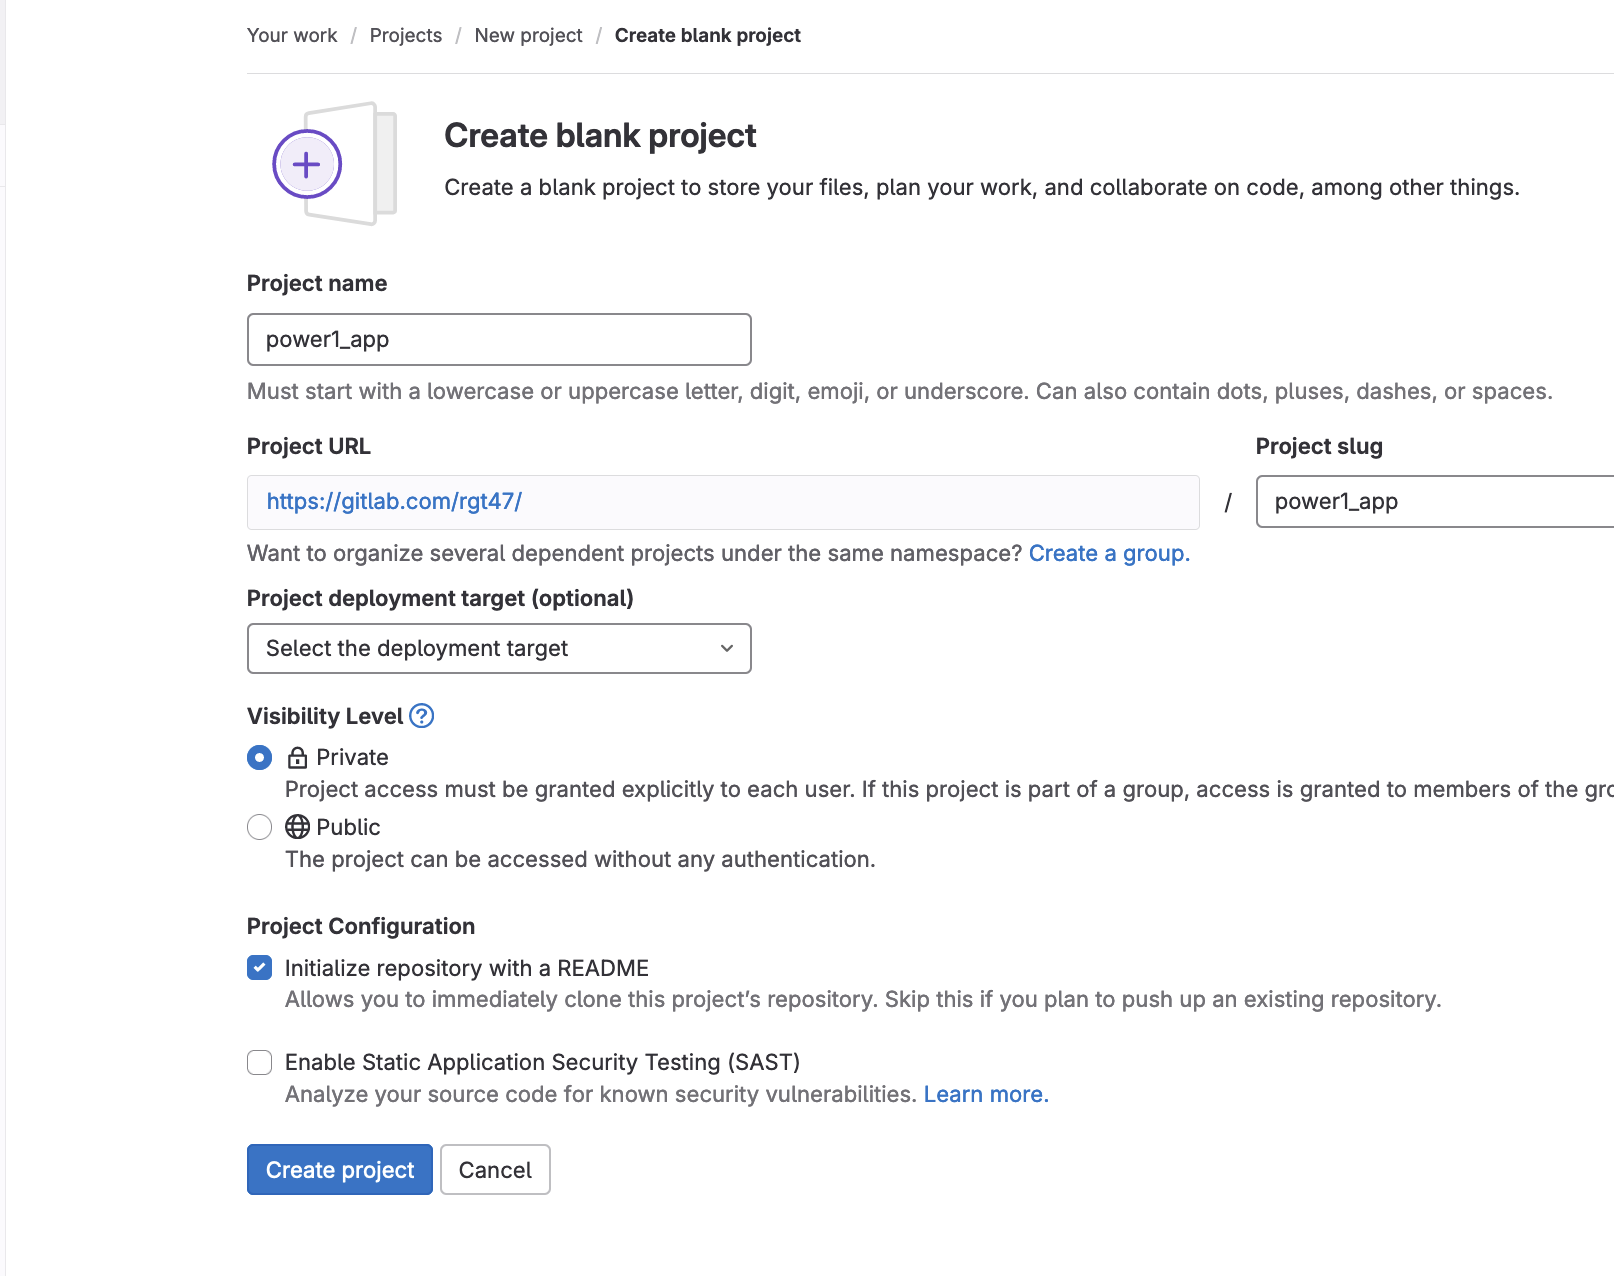 Your work / Projects / New project / Create blank project
Create blank project
Create a blank project to store your files, plan your work, and collaborate on code, among other things.
Project name
power1_app
Must start with a lowercase or uppercase letter, digit, emoji, or underscore. Can also contain dots, pluses, dashes, or spaces.
Project URL
Project slug
https://gitlab.com/rgt47/ / power1_app
Want to organize several dependent projects under the same namespace? Create a group.
Project deployment target (optional)
Select the deployment target
Visibility Level
Private
Project access must be granted explicitly to each user. If this project is part of a group, access is granted to members of the
Public
The project can be accessed without any authentication.
Project Configuration
Initialize repository with a README
Allows you to immediately clone this project’s repository. Skip this if you plan to push up an existing repository.
Enable Static Application Security Testing (SAST)
Analyze your source code for known security vulnerabilities. Learn more.
Create project
Cancel